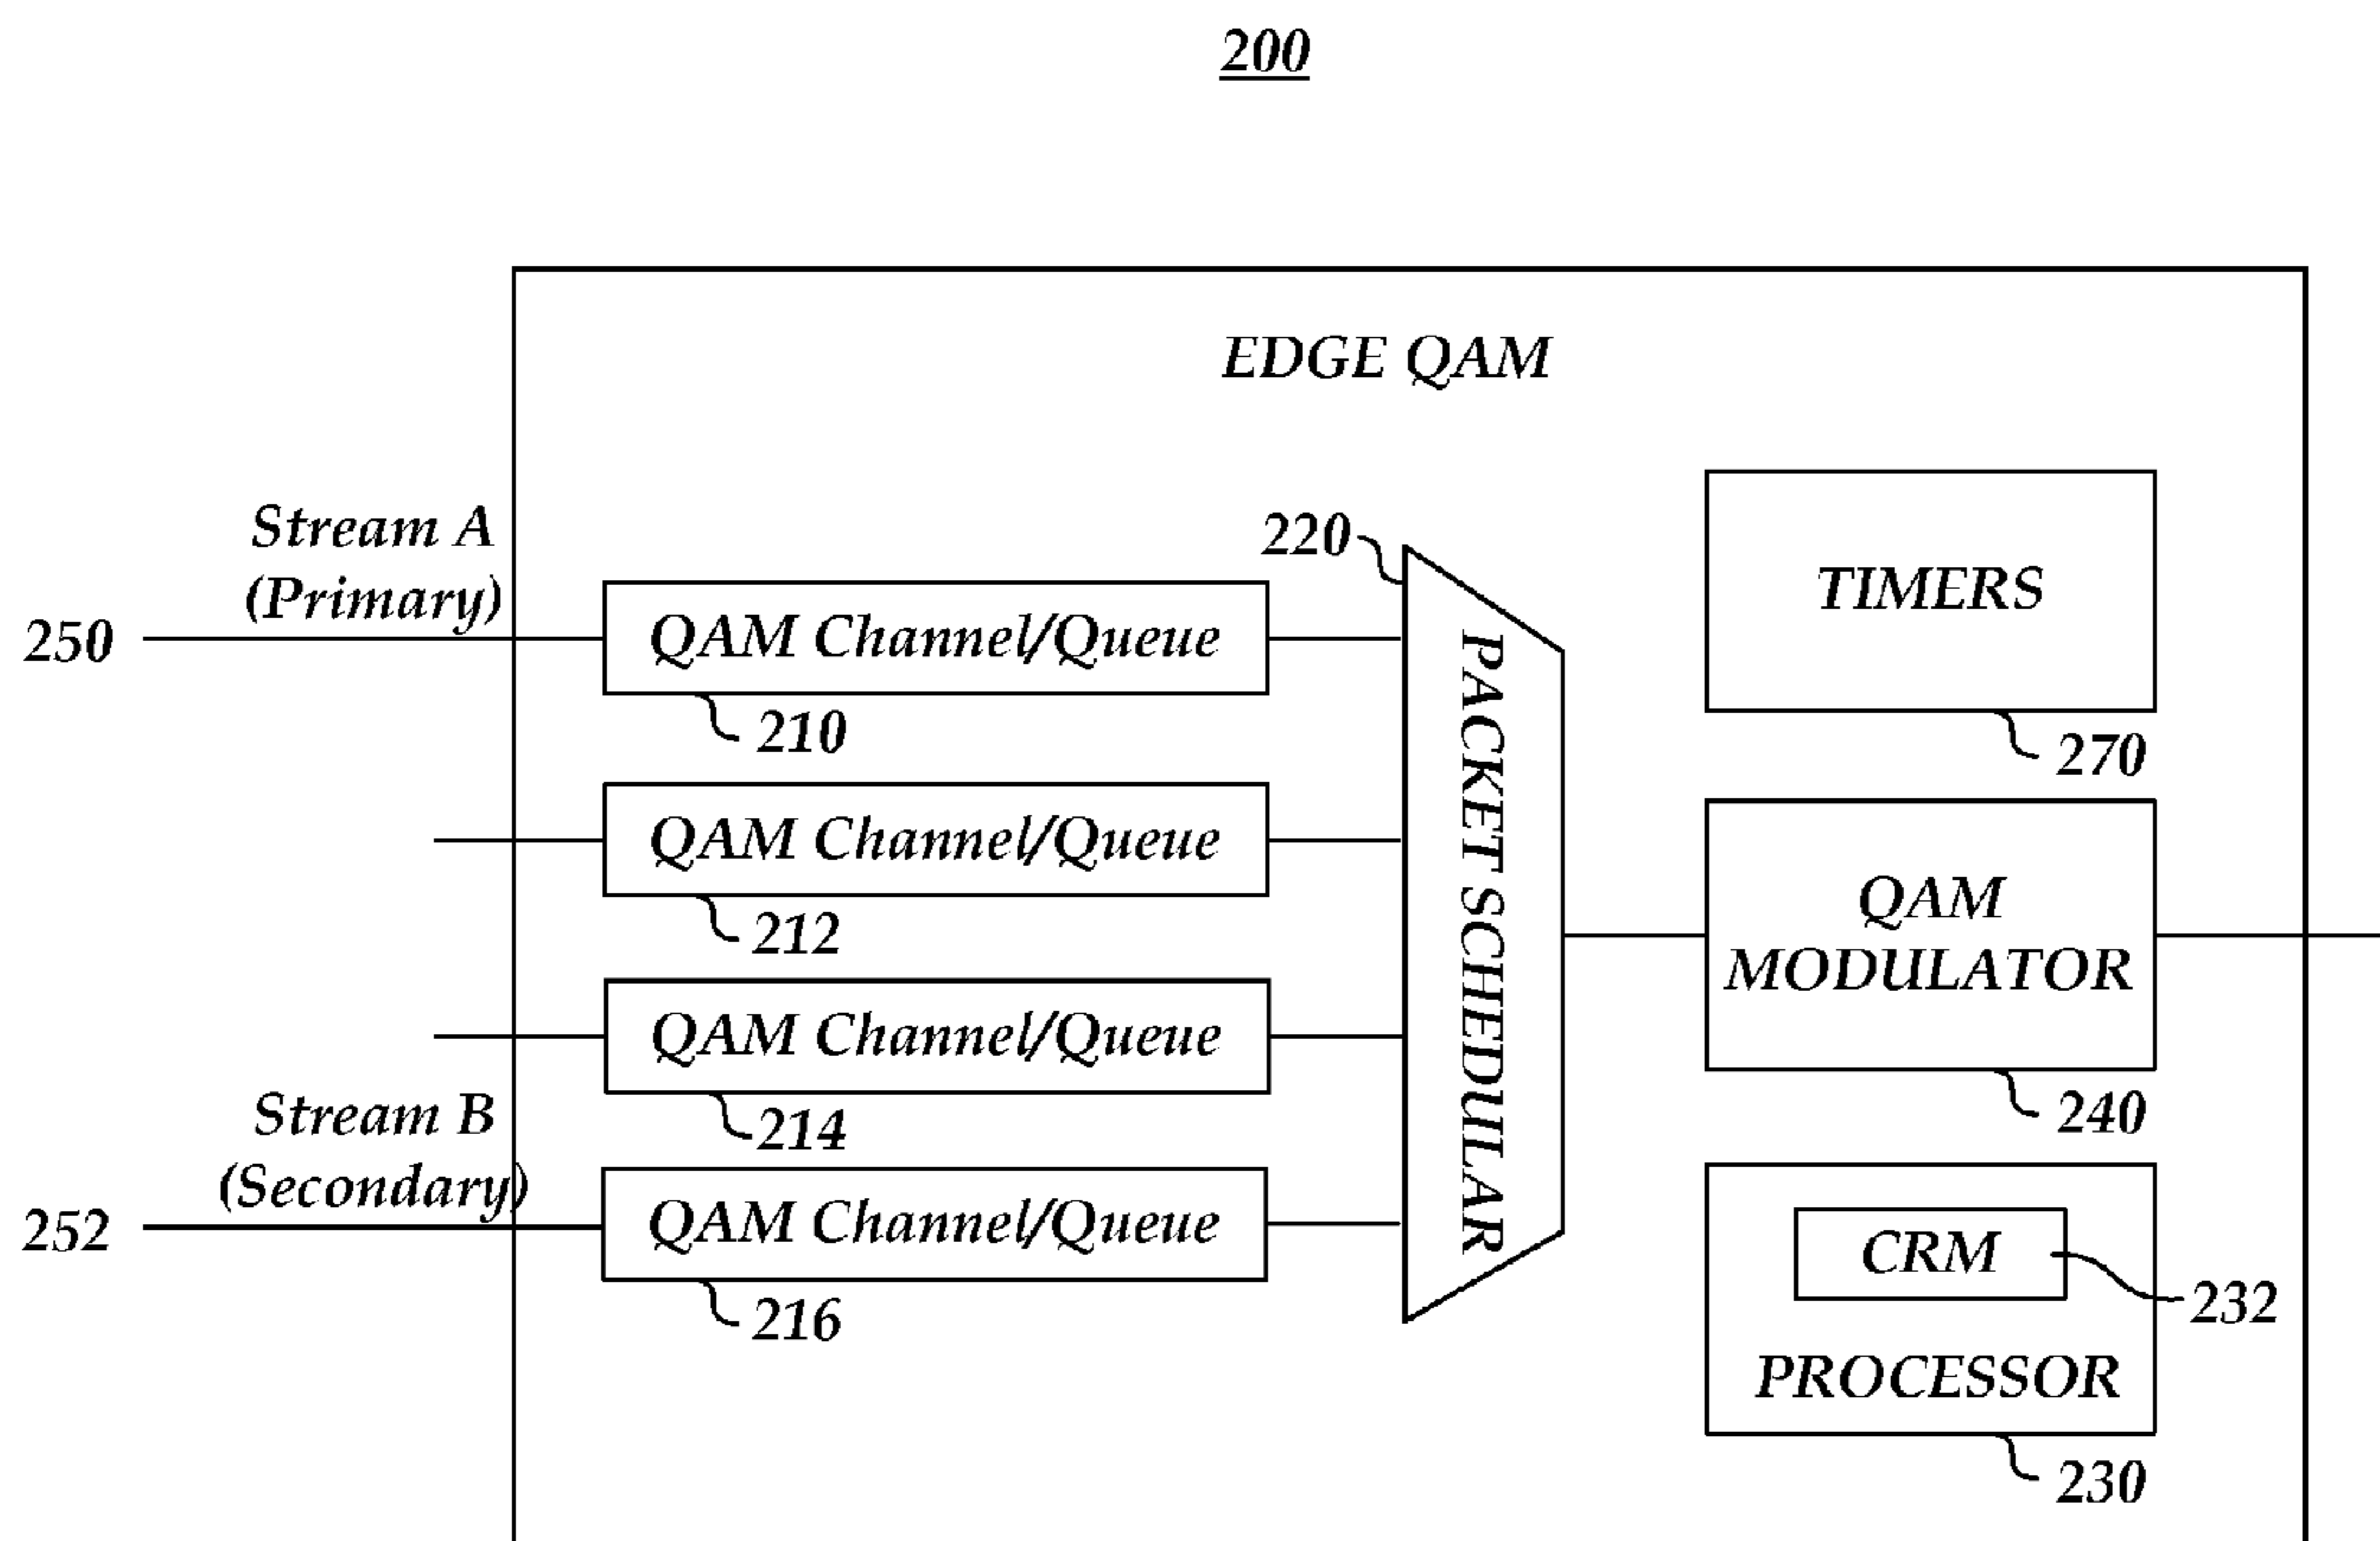 200
EDGE QAM
Stream A
(Primary)
250
QAM Channel/Queue
210
QAM Channel/Queue
212
QAM Channel/Queue
214
Stream B
(Secondary)
252
QAM Channel/Queue
216
220
PACKET SCHEDULAR
TIMERS
270
QAM
MODULATOR
240
CRM
232
PROCESSOR
230